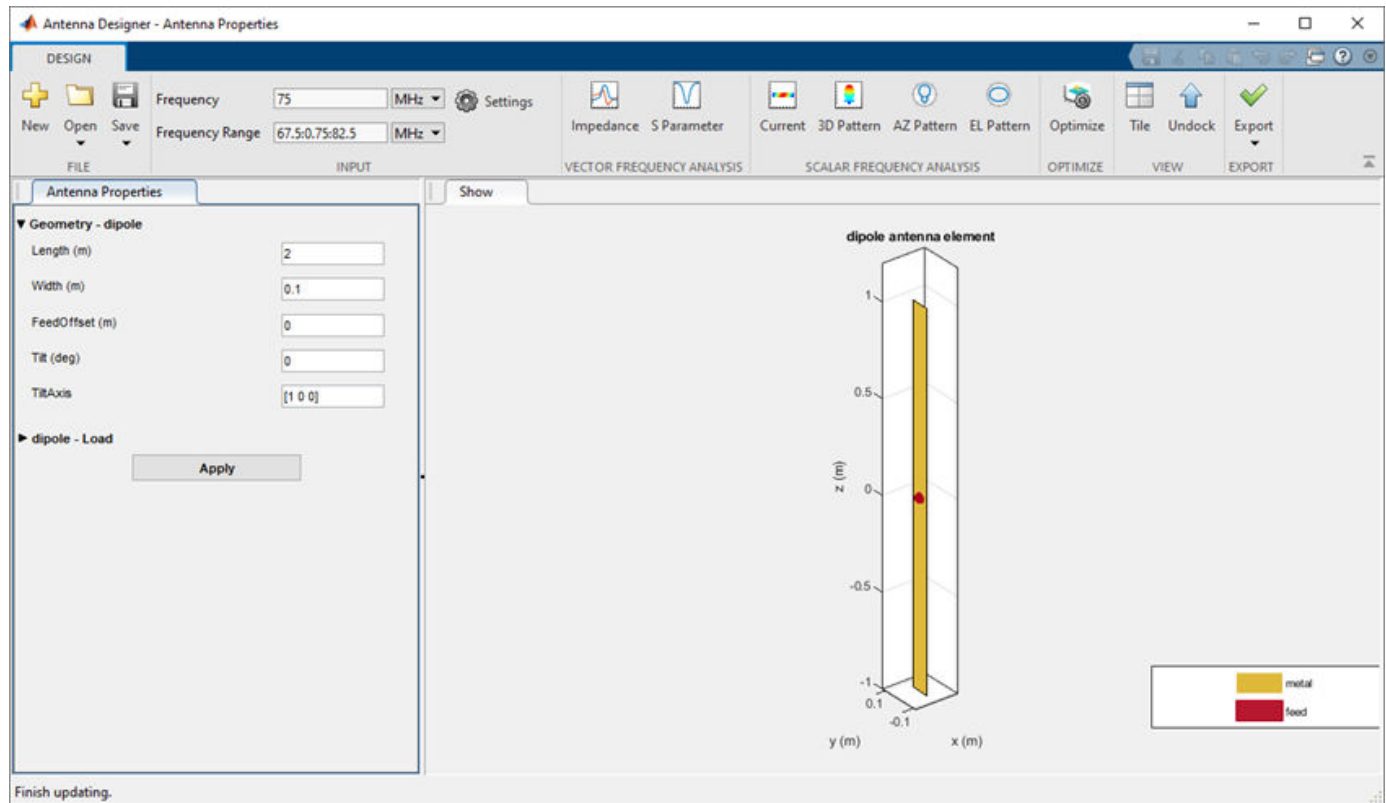 Antenna Designer - Antenna Properties
DESIGN
New
Open
Save
FILE
Frequency 75 MHz
Frequency Range 67.5:0.75:82.5 MHz
Settings
INPUT
Impedance S Parameter
VECTOR FREQUENCY ANALYSIS
Current 3D Pattern AZ Pattern EL Pattern
SCALAR FREQUENCY ANALYSIS
Optimize
OPTIMIZE
Tile Undock
VIEW
Export
EXPORT
Antenna Properties
Geometry - dipole
Length (m) 2
Width (m) 0.1
FeedOffset (m) 0
Tilt (deg) 0
TiltAxis [1 0 0]
dipole - Load
Apply
Show
dipole antenna element
1
0.5
z (m)
0
-0.5
-1
0.1
-0.1
y (m) x (m)
metal
feed
Finish updating.